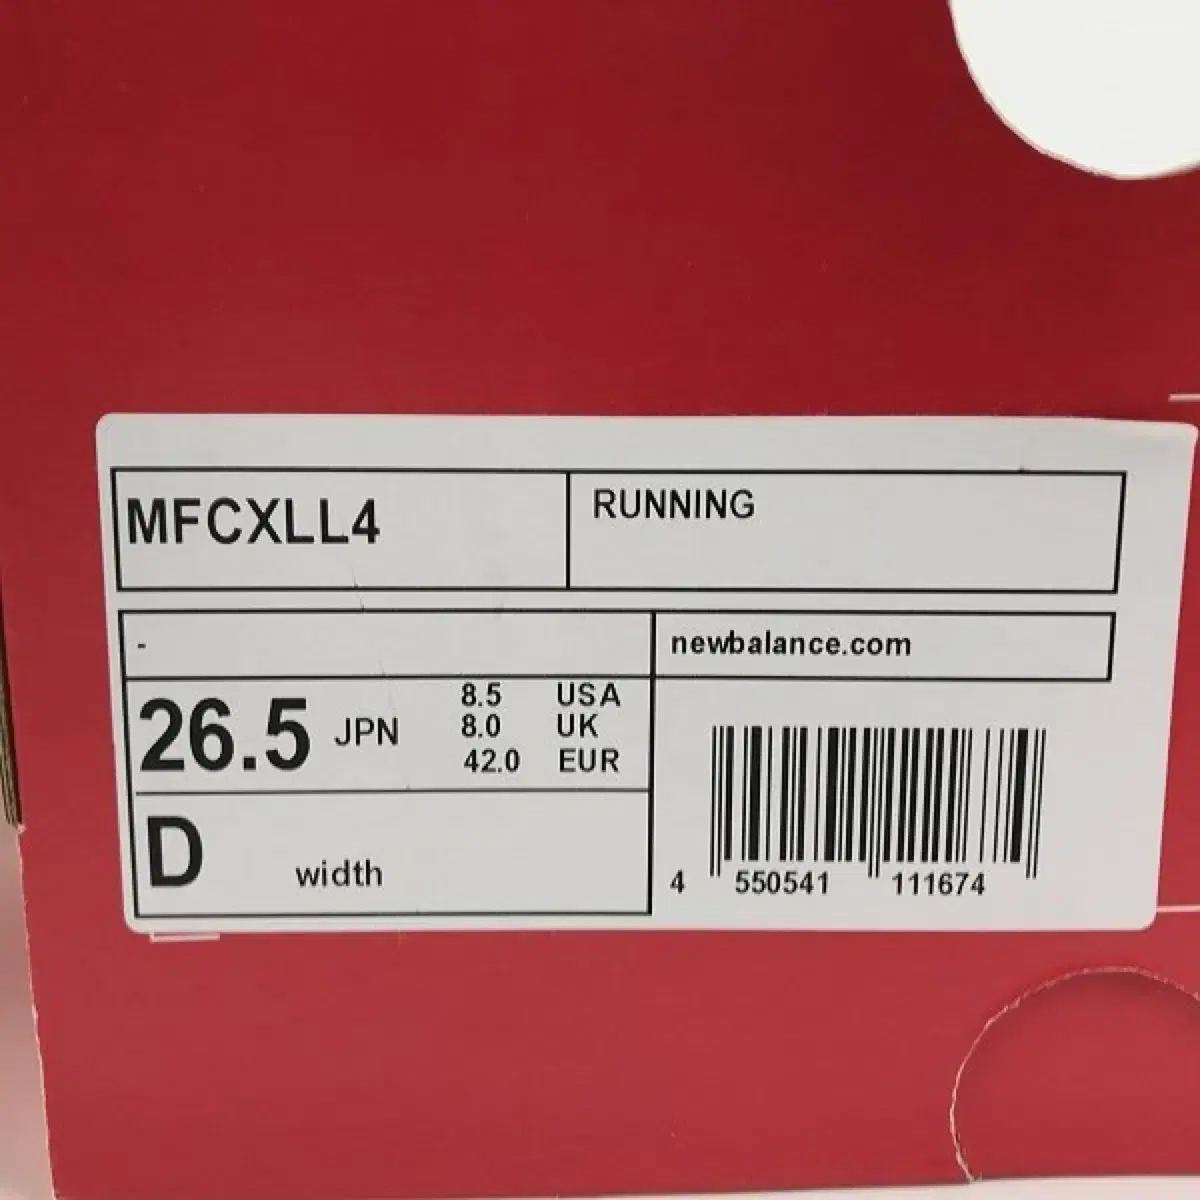 MFCXLL4
RUNNING
-
newbalance.com
26.5 JPN
8.5 USA
8.0 UK
42.0 EUR
D width
4 550541 111674